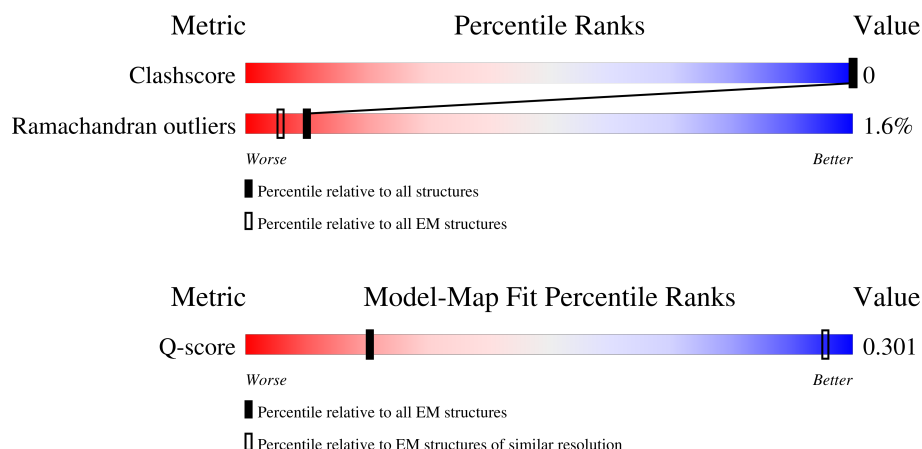 Metric Percentile Ranks Value
Clashscore 0
Ramachandran outliers 1.6%
Worse Better
Percentile relative to all structures
Percentile relative to all EM structures
Metric Model-Map Fit Percentile Ranks Value
Q-score 0.301
Worse Better
Percentile relative to all EM structures
Percentile relative to EM structures of similar resolution